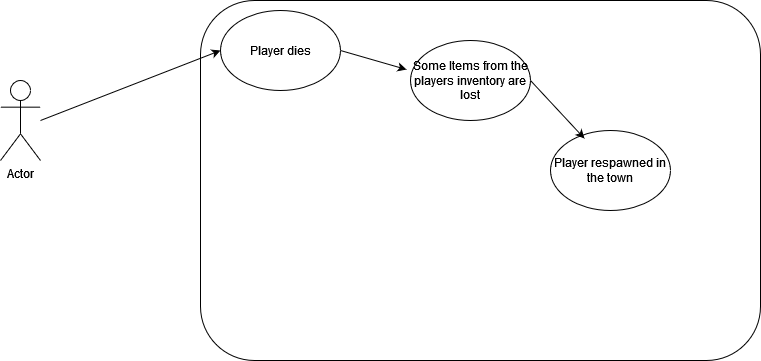 Player dies
Some Items from the
players inventory are
lost
Player respawned in
the town
Actor